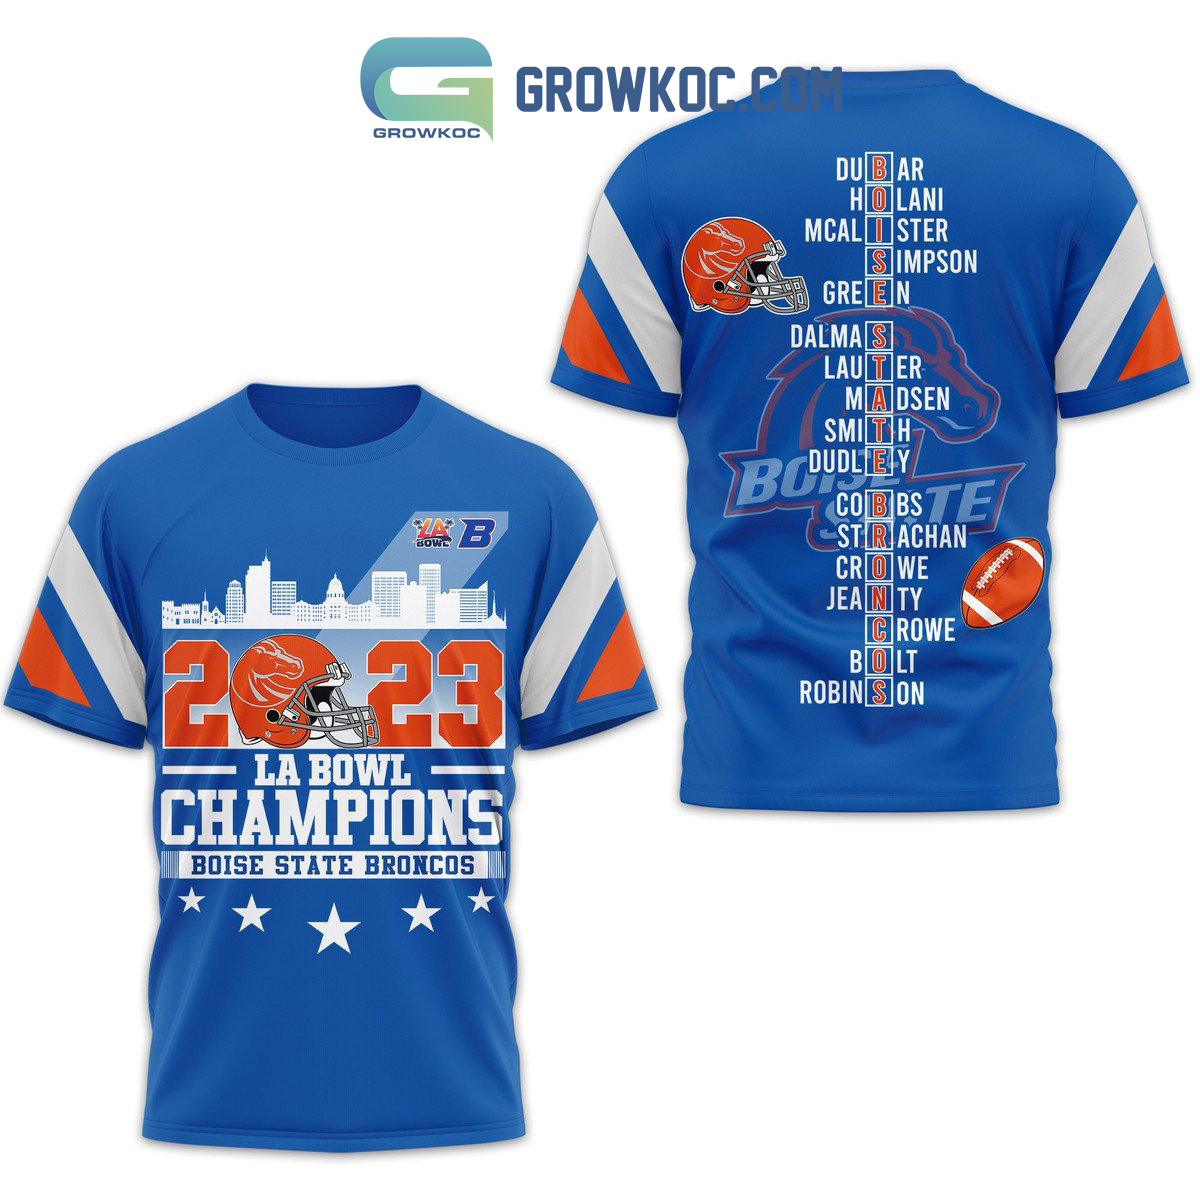 GROWKOC
GROWKOC.COM
DUBAR
HOLANI
MCALISTER
SIMPSON
GREEN
DALMAS
LAUTER
MADSEN
SMITH
DUDLEY
COBBS
STRACHAN
CROWE
JEANTY
CROWE
BOLT
ROBINSON
BOISE
STATE
LA
BOWL
B
2023
LA BOWL
CHAMPIONS
BOISE STATE BRONCOS